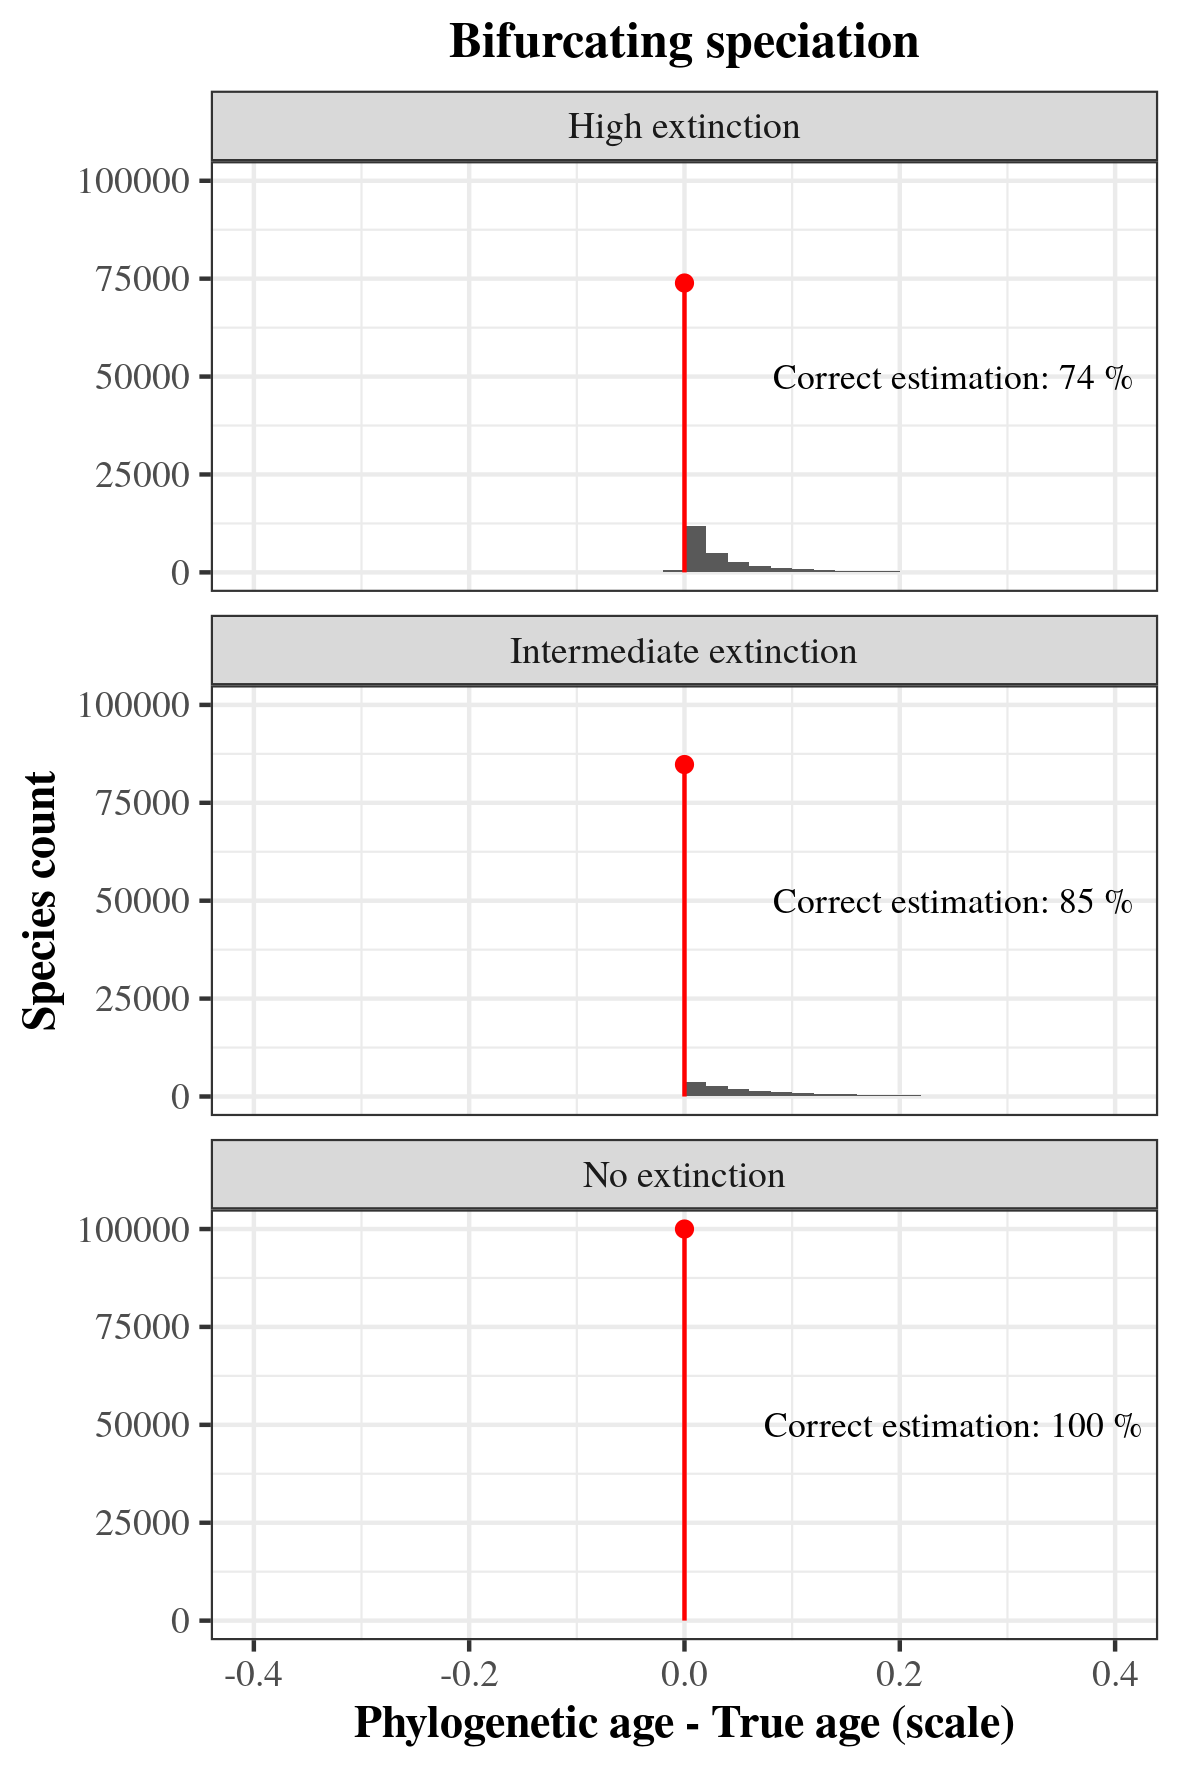 Bifurcating speciation
High extinction
100000
75000
50000
25000
0
Correct estimation: 74 %
Intermediate extinction
100000
75000
50000
25000
0
Correct estimation: 85 %
No extinction
100000
75000
50000
25000
0
Correct estimation: 100 %
Species count
-0.4 -0.2 0.0 0.2 0.4
Phylogenetic age - True age (scale)